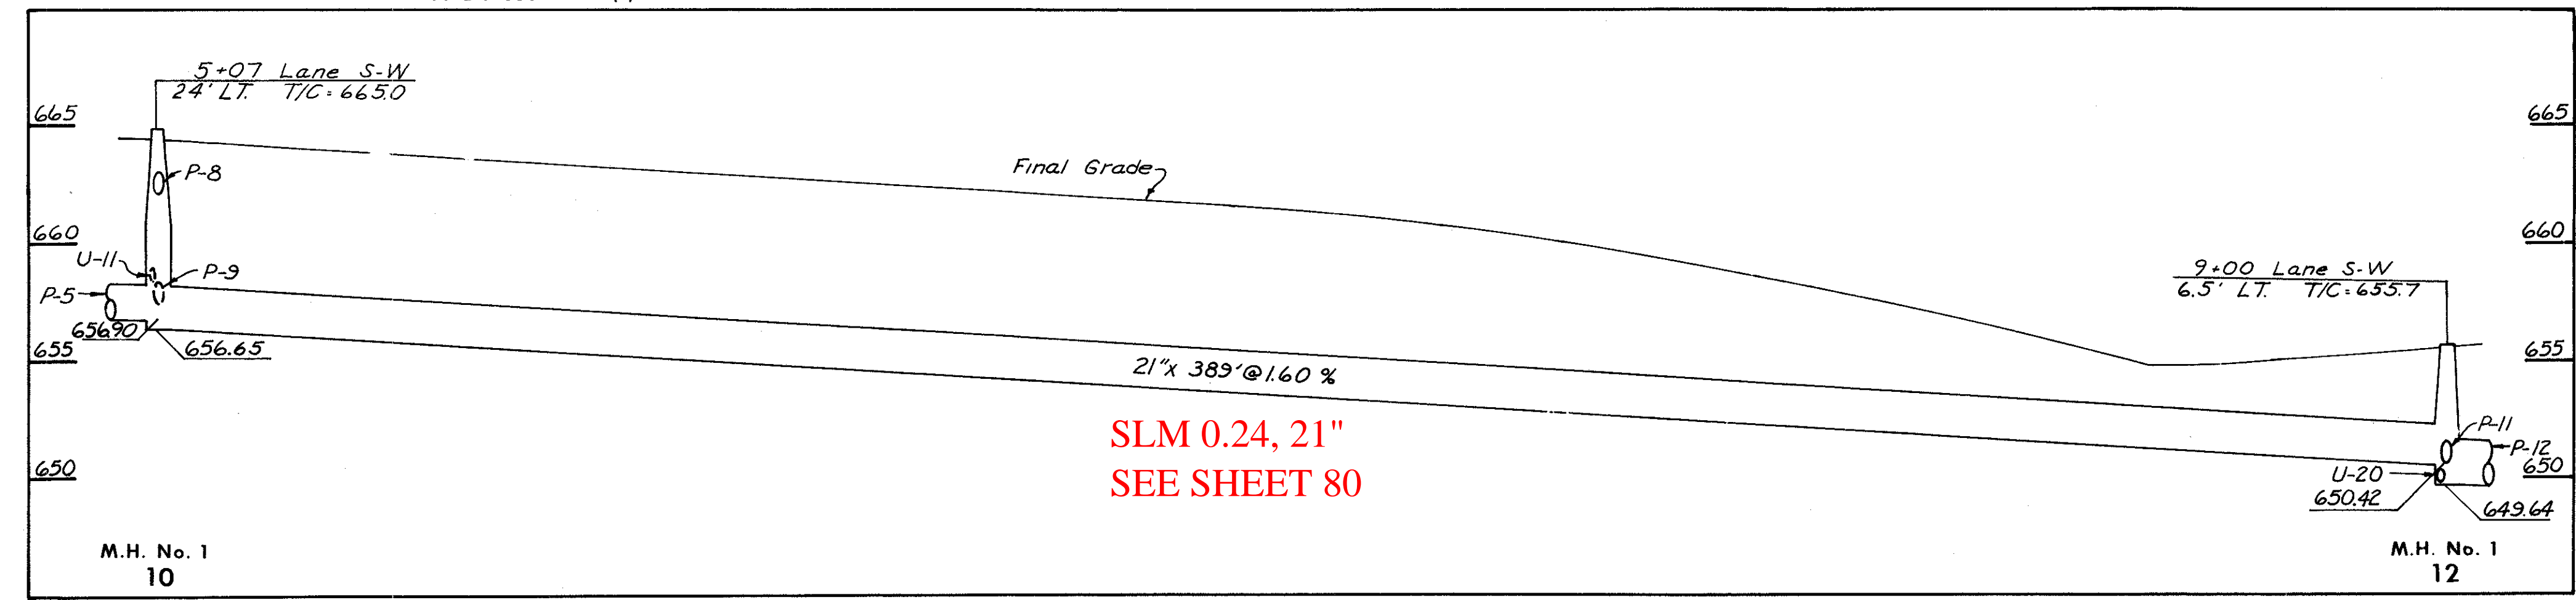 5+07 Lane S-W
24' LT. T/C=665.0
665
665
P-8
Final Grade
660
660
U-11
P-9
9+00 Lane S-W
6.5' LT. T/C=655.7
P-5
656.90
656.65
655
655
21"x 389'@1.60 %
SLM 0.24, 21"
SEE SHEET 80
P-11
P-12
650
650
U-20
650.42
649.64
M.H. No. 1
10
M.H. No. 1
12